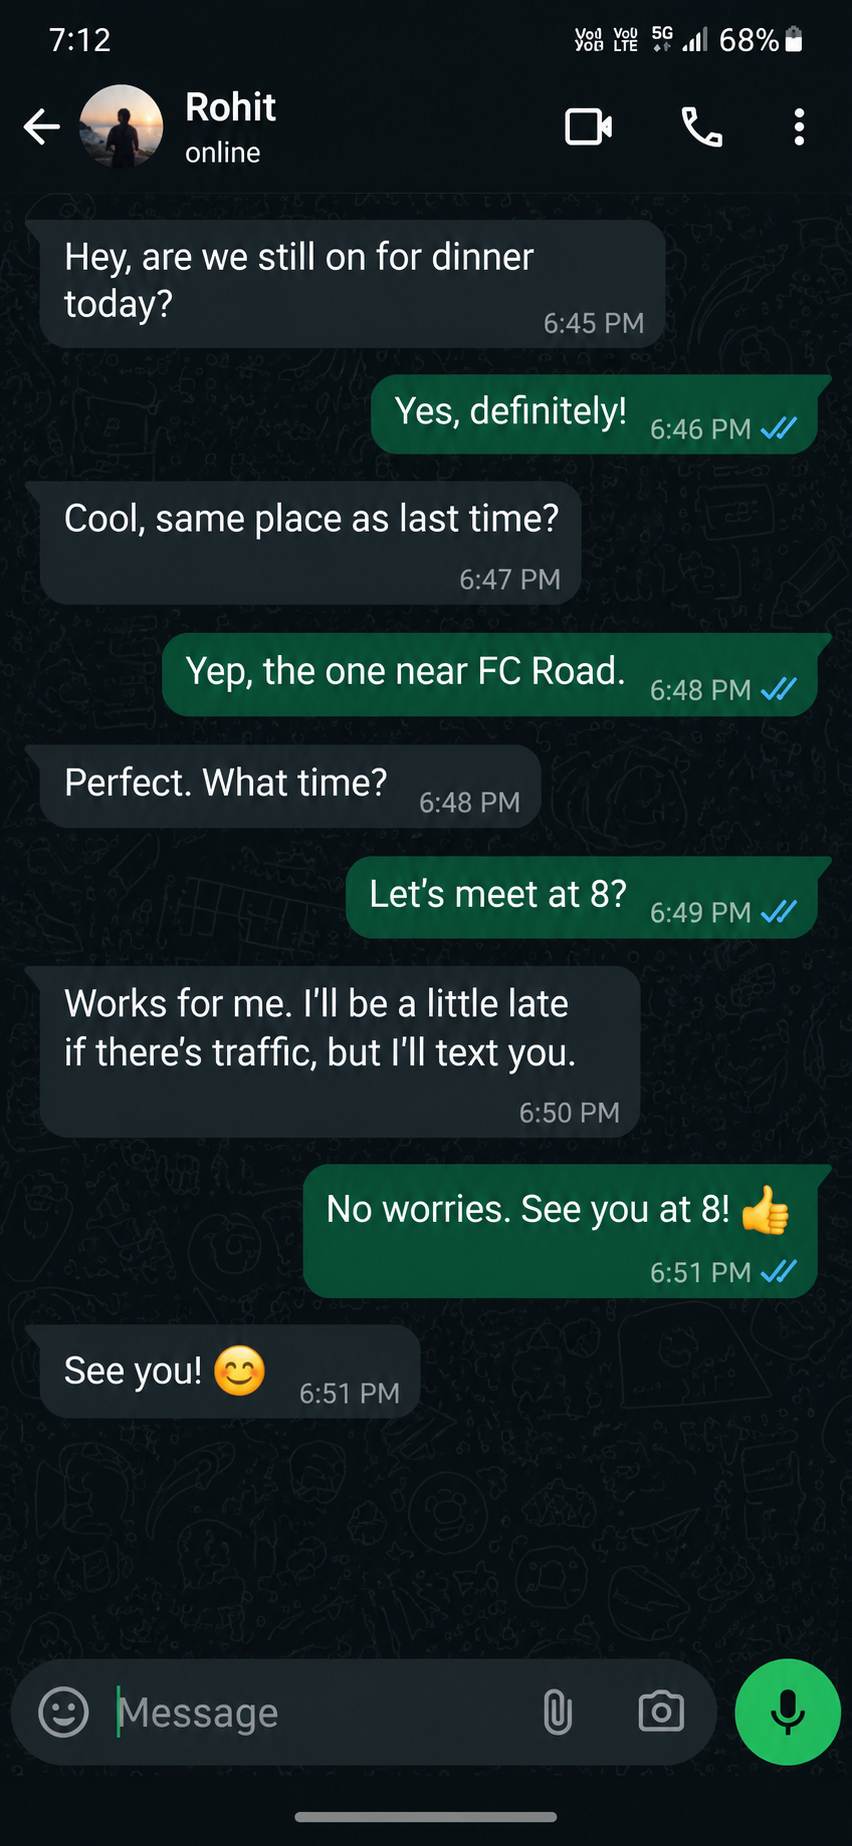 7:12
VoLTE 5G 68%
Rohit
online
Hey, are we still on for dinner
today?
6:45 PM
Yes, definitely!
6:46 PM
Cool, same place as last time?
6:47 PM
Yep, the one near FC Road.
6:48 PM
Perfect. What time?
6:48 PM
Let's meet at 8?
6:49 PM
Works for me. I'll be a little late
if there's traffic, but I'll text you.
6:50 PM
No worries. See you at 8! 👍
6:51 PM
See you! 😊
6:51 PM
Message